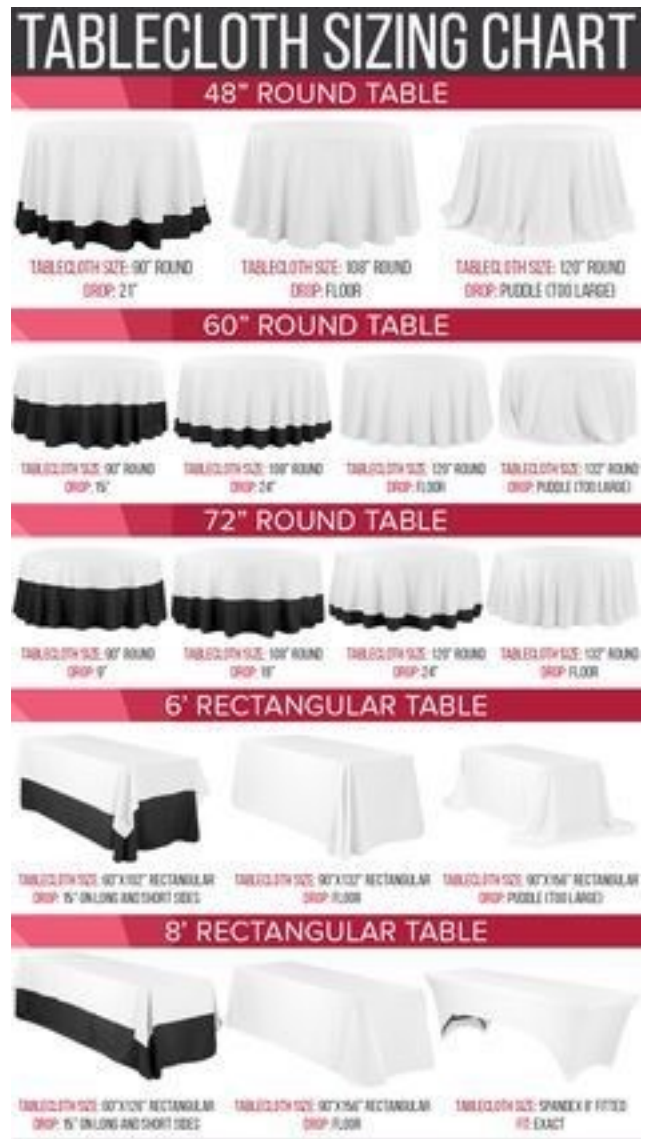 TABLECLOTH SIZING CHART
48" ROUND TABLE
TABLECLOTH SIZE: 90" ROUND
DROP: 21"
TABLECLOTH SIZE: 108" ROUND
DROP: FLOOR
TABLECLOTH SIZE: 120" ROUND
DROP: PUDDLE (TOO LARGE)
60" ROUND TABLE
TABLECLOTH SIZE: 90" ROUND
DROP: 15"
TABLECLOTH SIZE: 108" ROUND
DROP: 24"
TABLECLOTH SIZE: 120" ROUND
DROP: FLOOR
TABLECLOTH SIZE: 132" ROUND
DROP: PUDDLE (TOO LARGE)
72" ROUND TABLE
TABLECLOTH SIZE: 90" ROUND
DROP: 9"
TABLECLOTH SIZE: 108" ROUND
DROP: 18"
TABLECLOTH SIZE: 120" ROUND
DROP: 24"
TABLECLOTH SIZE: 132" ROUND
DROP: FLOOR
6' RECTANGULAR TABLE
TABLECLOTH SIZE: 60"X102" RECTANGULAR
DROP: 15" ON LONG AND SHORT SIDES
TABLECLOTH SIZE: 90"X132" RECTANGULAR
DROP: FLOOR
TABLECLOTH SIZE: 90"X156" RECTANGULAR
DROP: PUDDLE (TOO LARGE)
8' RECTANGULAR TABLE
TABLECLOTH SIZE: 60"X126" RECTANGULAR
DROP: 15" ON LONG AND SHORT SIDES
TABLECLOTH SIZE: 90"X156" RECTANGULAR
DROP: FLOOR
TABLECLOTH SIZE: SPANDEX 8' FITTED
FIT: EXACT